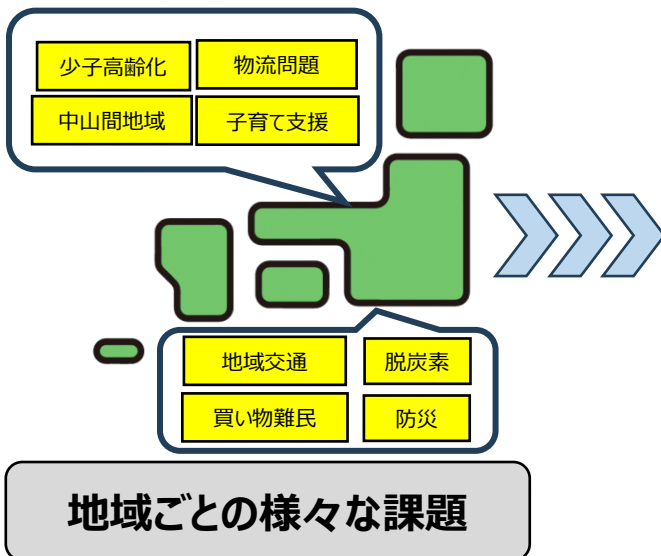 少子高齢化
物流問題
中山間地域
子育て支援
地域交通
脱炭素
買い物難民
防災
地域ごとの様々な課題